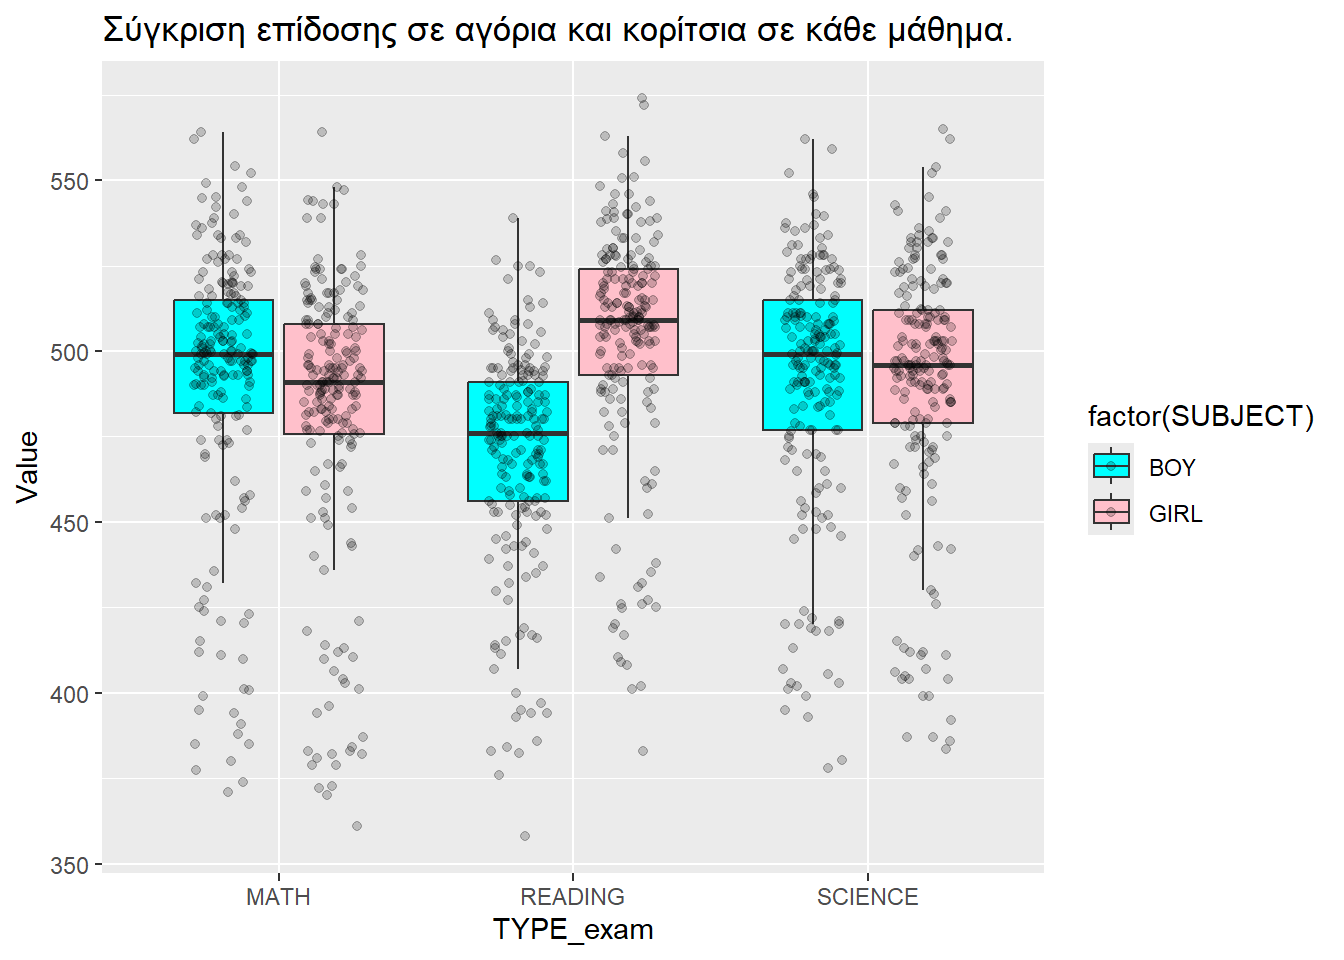 Σύγκριση επίδοσης σε αγόρια και κορίτσια σε κάθε μάθημα.
Value
550
500
450
400
350
MATH
READING
SCIENCE
TYPE_exam
factor(SUBJECT)
BOY
GIRL